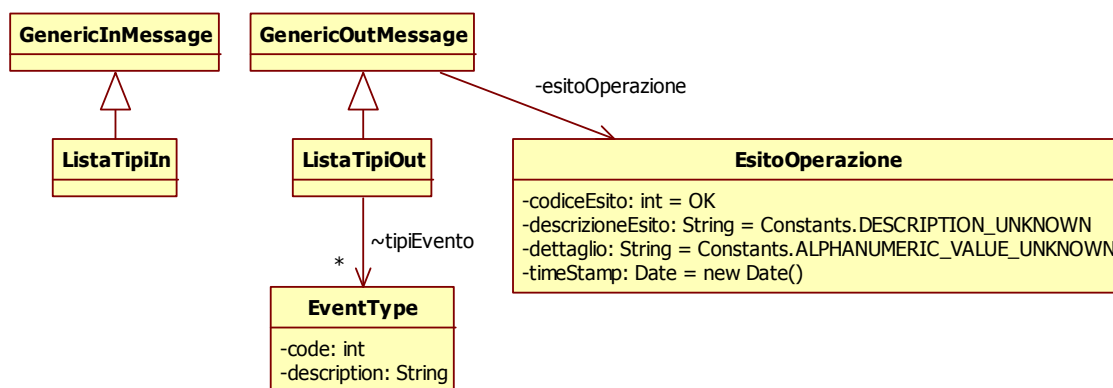 GenericInMessage
GenericOutMessage
-esitoOperazione
ListaTipiIn
ListaTipiOut
EsitoOperazione
-codiceEsito: int = OK
-descrizioneEsito: String = Constants.DESCRIPTION_UNKNOWN
-dettaglio: String = Constants.ALPHANUMERIC_VALUE_UNKNOWN
-timeStamp: Date = new Date()
~tipiEvento
*
EventType
-code: int
-description: String